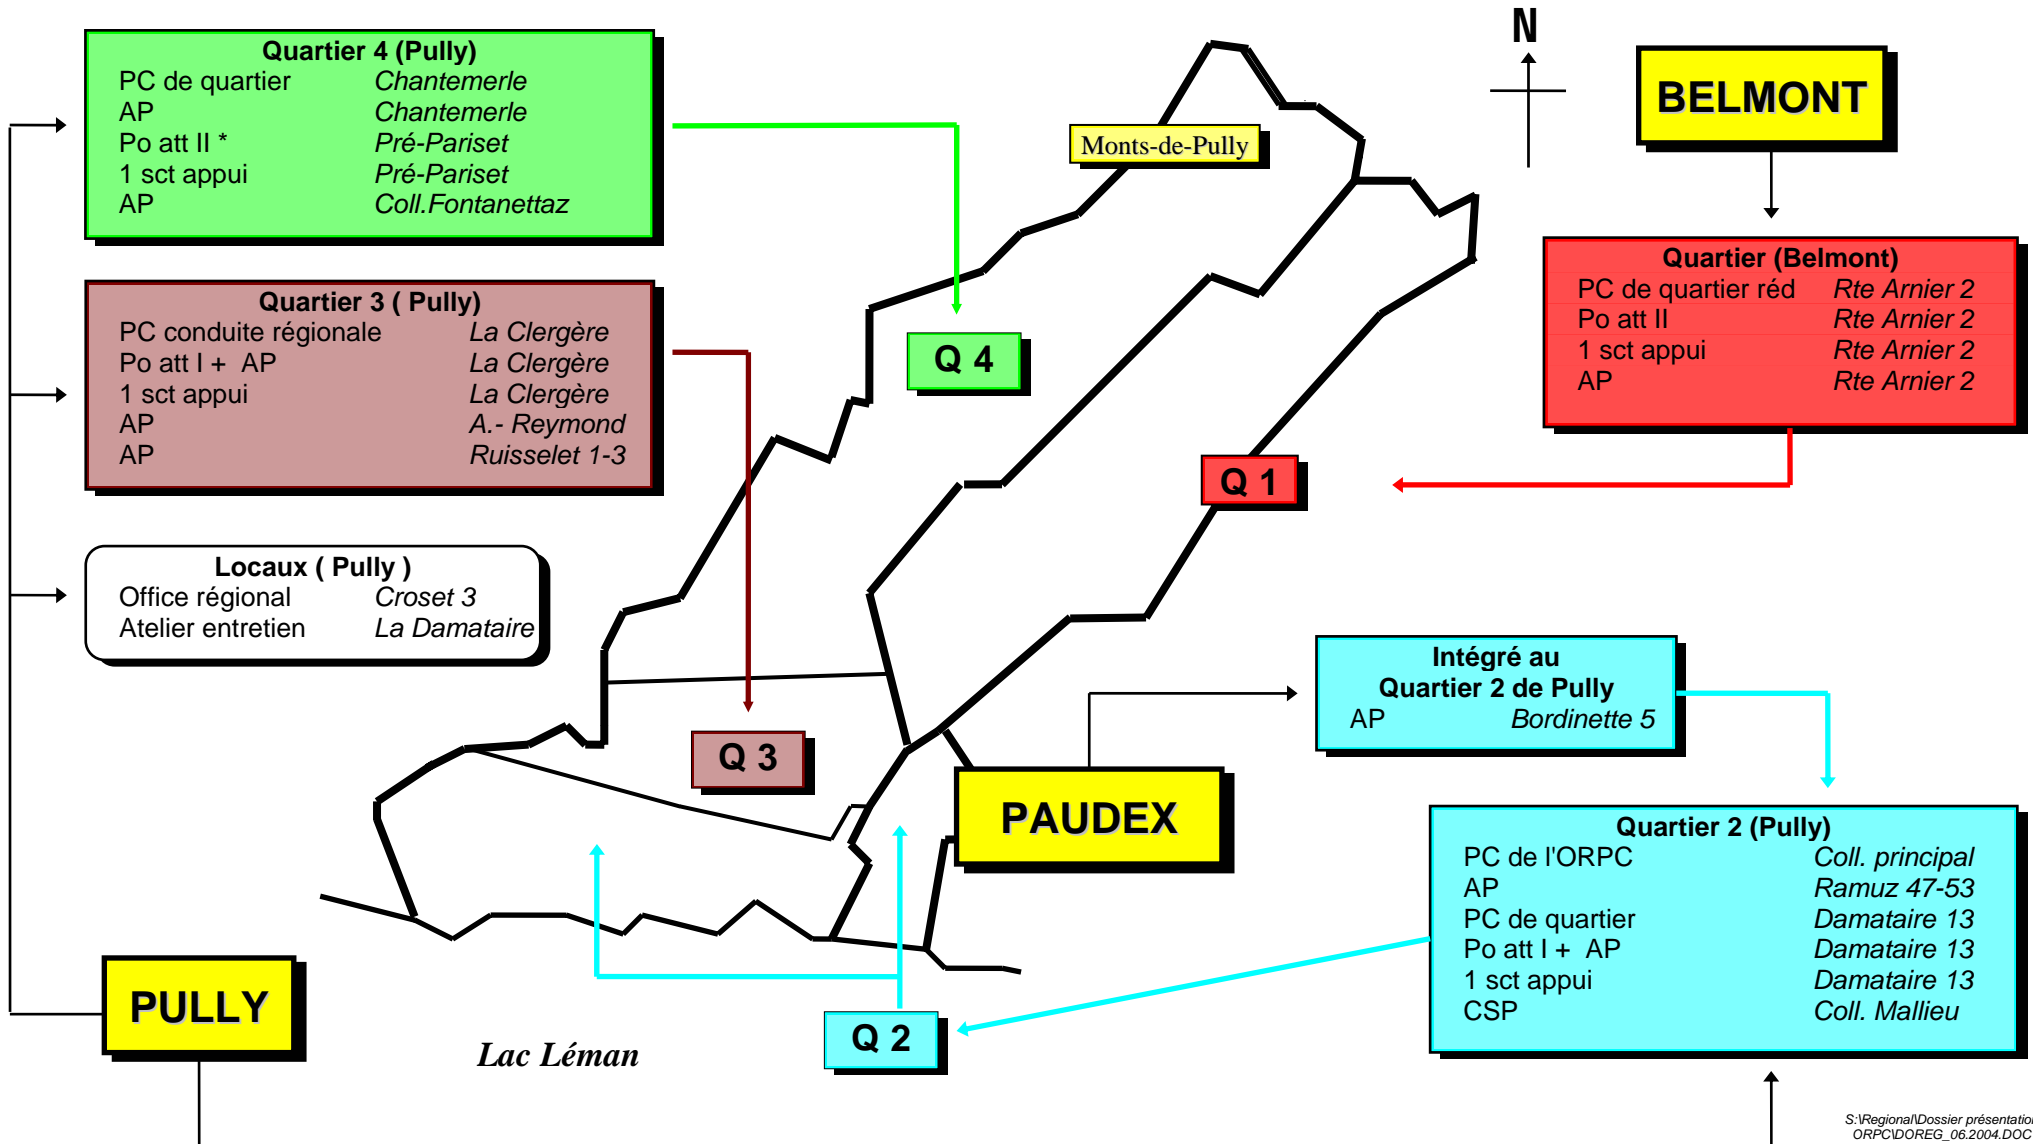 Quartier 4 (Pully)
PC de quartier Chantemerle
AP Chantemerle
Po att II * Pré-Pariset
1 sct appui Pré-Pariset
AP Coll.Fontanettaz
Quartier 3 ( Pully)
PC conduite régionale La Clergère
Po att I + AP La Clergère
1 sct appui La Clergère
AP A.- Reymond
AP Ruisselet 1-3
Locaux ( Pully )
Office régional Croset 3
Atelier entretien La Damataire
PULLY
Monts-de-Pully
N
BELMONT
Quartier (Belmont)
PC de quartier réd Rte Arnier 2
Po att II Rte Arnier 2
1 sct appui Rte Arnier 2
AP Rte Arnier 2
Q 4
Q 1
Q 3
PAUDEX
Intégré au
Quartier 2 de Pully
AP Bordinette 5
Quartier 2 (Pully)
PC de l'ORPC Coll. principal
AP Ramuz 47-53
PC de quartier Damataire 13
Po att I + AP Damataire 13
1 sct appui Damataire 13
CSP Coll. Mallieu
Q 2
Lac Léman
S:\Regional\Dossier présentation
ORPC\DOREG_06.2004.DOC